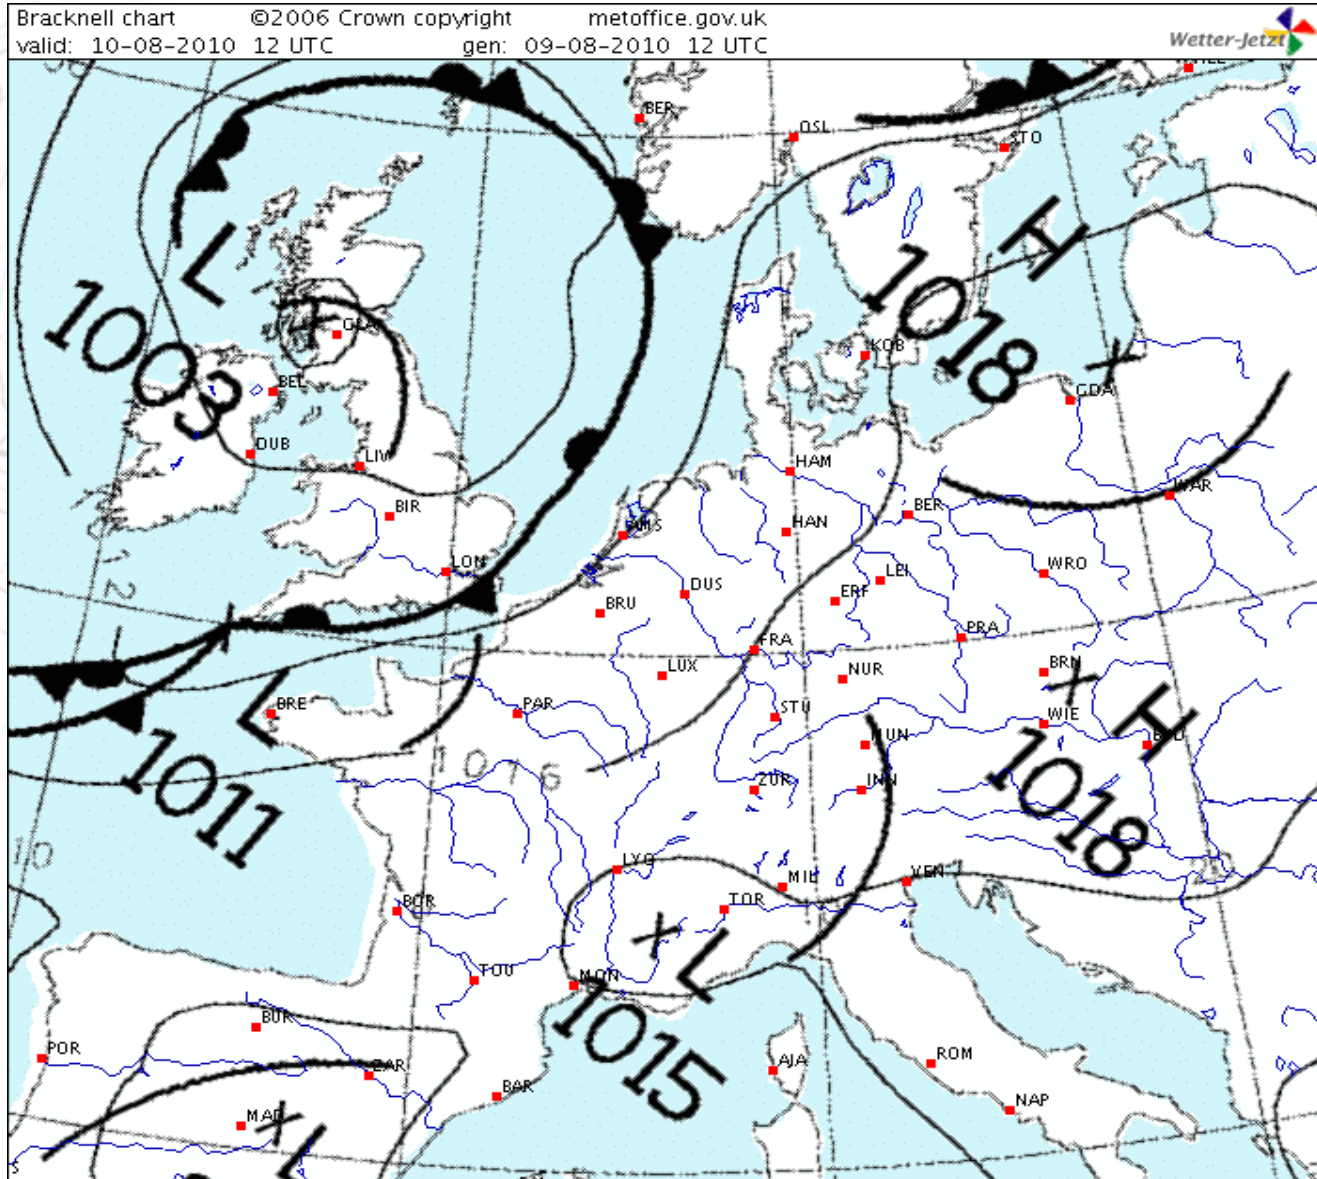 Bracknell chart ©2006 Crown copyright metoffice.gov.uk
valid: 10-08-2010 12 UTC gen: 09-08-2010 12 UTC
Wetter-Jetzt
BER
OSL
STO
L
1003
H
1018
GLA
KOB
BEL
GDA
DUB
LIV
HAM
WAR
BIR
AMS
HAN
BER
LON
DUS
LEI
WRO
ERF
BRU
PRA
FRA
LUX
NUR
BRN
L
1011
BRE
PAR
STU
WIE
H
1018
MUN
BUD
1016
ZUR
INN
10
LYO
MIL
VEN
BOR
TOR
TOU
MON
L
1015
BUR
POR
ZAR
AJA
ROM
BAR
NAP
MAD
L
S